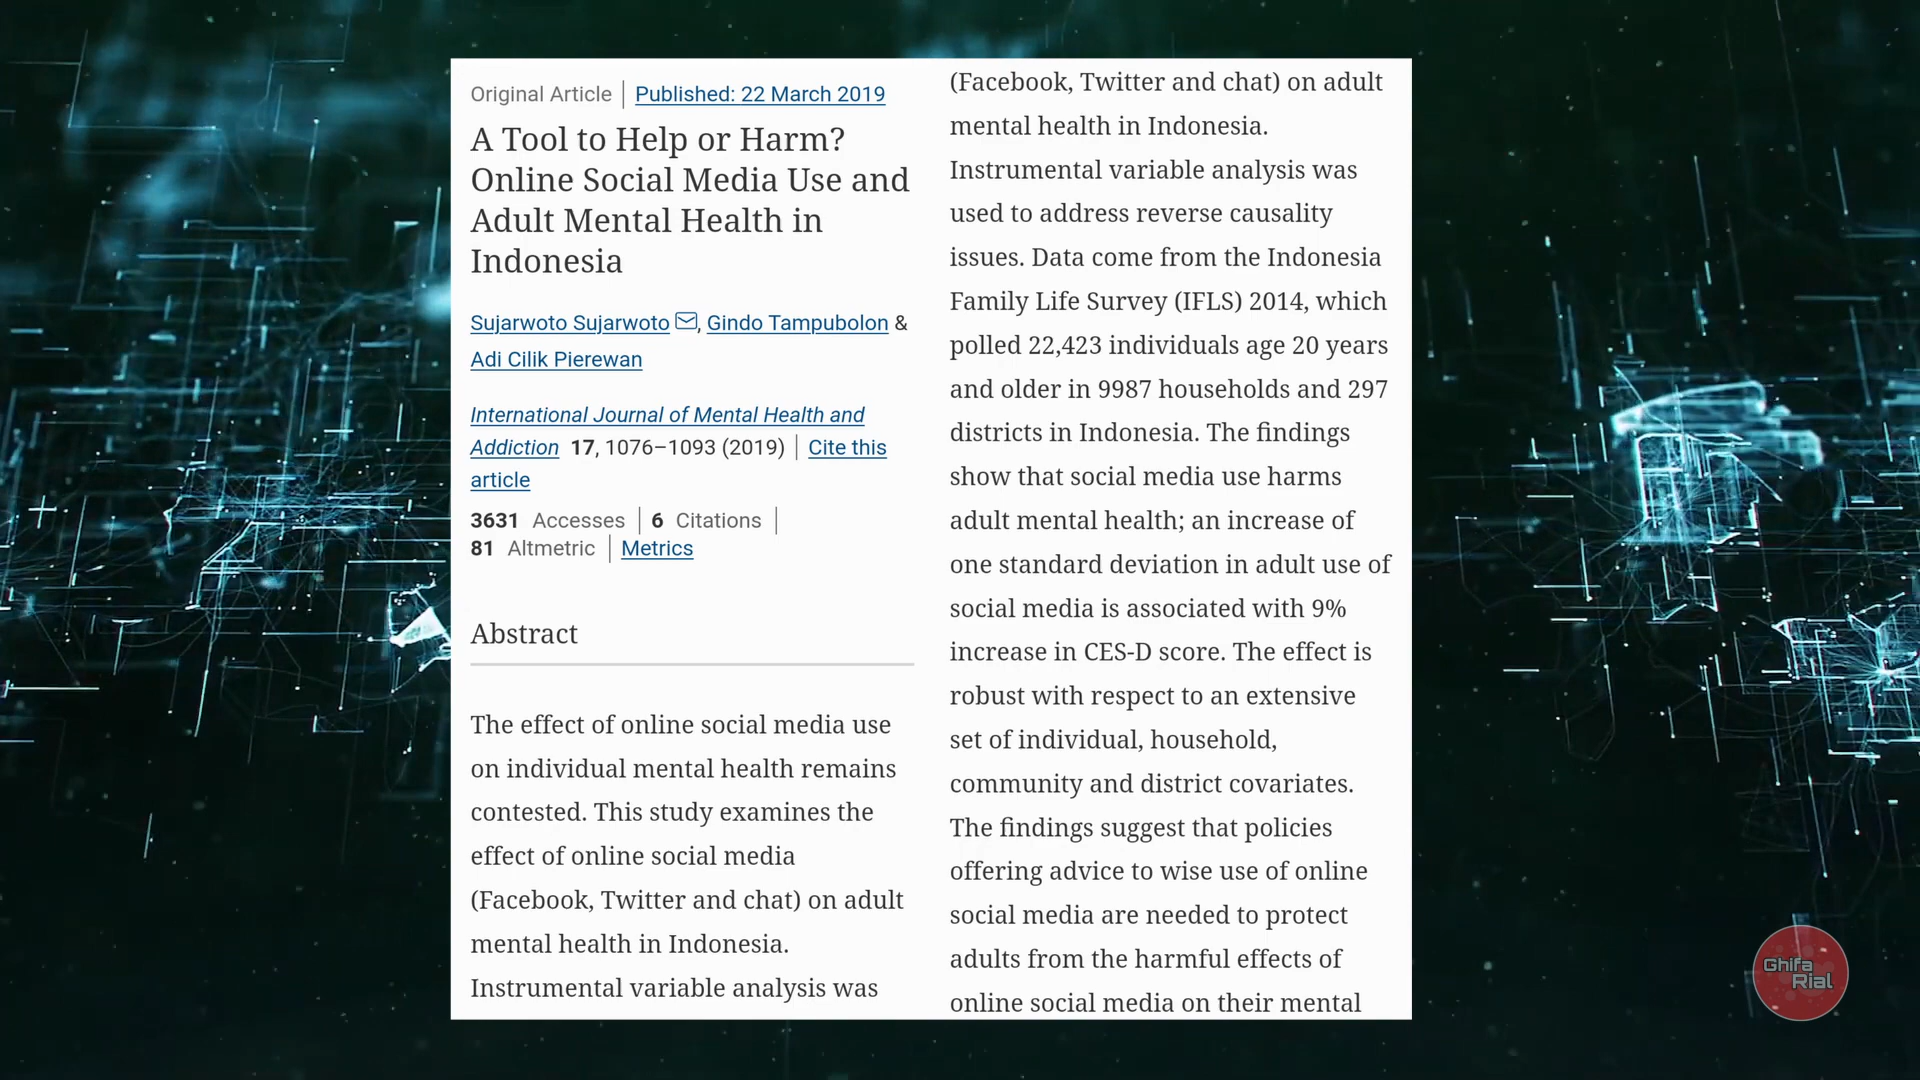 Original Article | Published: 22 March 2019
A Tool to Help or Harm?
Online Social Media Use and
Adult Mental Health in
Indonesia
Sujarwoto Sujarwoto, Gindo Tampubolon &
Adi Cilik Pierewan
International Journal of Mental Health and
Addiction 17, 1076–1093 (2019) | Cite this
article
3631 Accesses | 6 Citations |
81 Altmetric | Metrics
Abstract
The effect of online social media use
on individual mental health remains
contested. This study examines the
effect of online social media
(Facebook, Twitter and chat) on adult
mental health in Indonesia.
Instrumental variable analysis was
(Facebook, Twitter and chat) on adult
mental health in Indonesia.
Instrumental variable analysis was
used to address reverse causality
issues. Data come from the Indonesia
Family Life Survey (IFLS) 2014, which
polled 22,423 individuals age 20 years
and older in 9987 households and 297
districts in Indonesia. The findings
show that social media use harms
adult mental health; an increase of
one standard deviation in adult use of
social media is associated with 9%
increase in CES-D score. The effect is
robust with respect to an extensive
set of individual, household,
community and district covariates.
The findings suggest that policies
offering advice to wise use of online
social media are needed to protect
adults from the harmful effects of
online social media on their mental
Ghifa
Rial